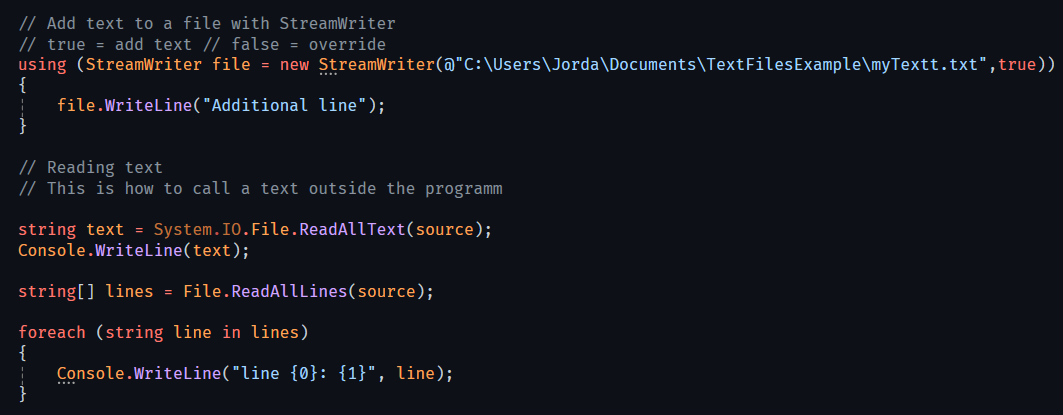 // Add text to a file with StreamWriter
// true = add text // false = override
using (StreamWriter file = new StreamWriter(@"C:\Users\Jorda\Documents\TextFilesExample\myTextt.txt",true))
{
    file.WriteLine("Additional line");
}

// Reading text
// This is how to call a text outside the programm

string text = System.IO.File.ReadAllText(source);
Console.WriteLine(text);

string[] lines = File.ReadAllLines(source);

foreach (string line in lines)
{
    Console.WriteLine("line {0}: {1}", line);
}